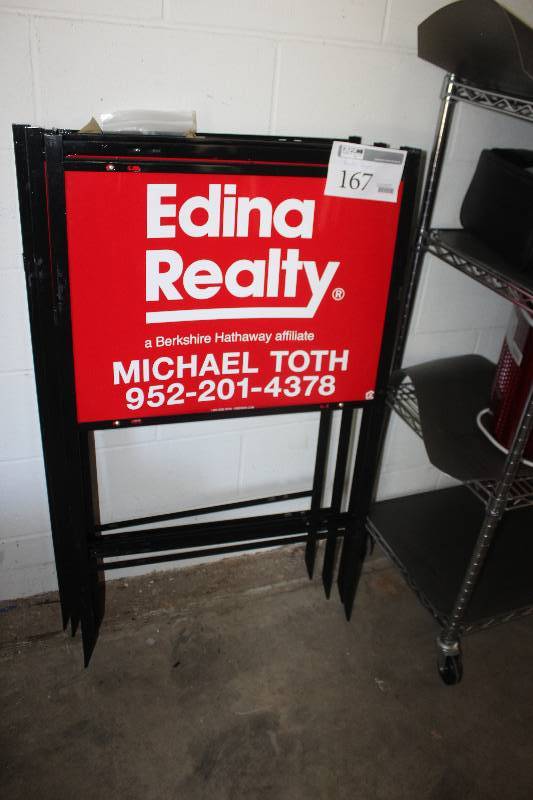 167
Edina
Realty®
a Berkshire Hathaway affiliate
MICHAEL TOTH
952-201-4378